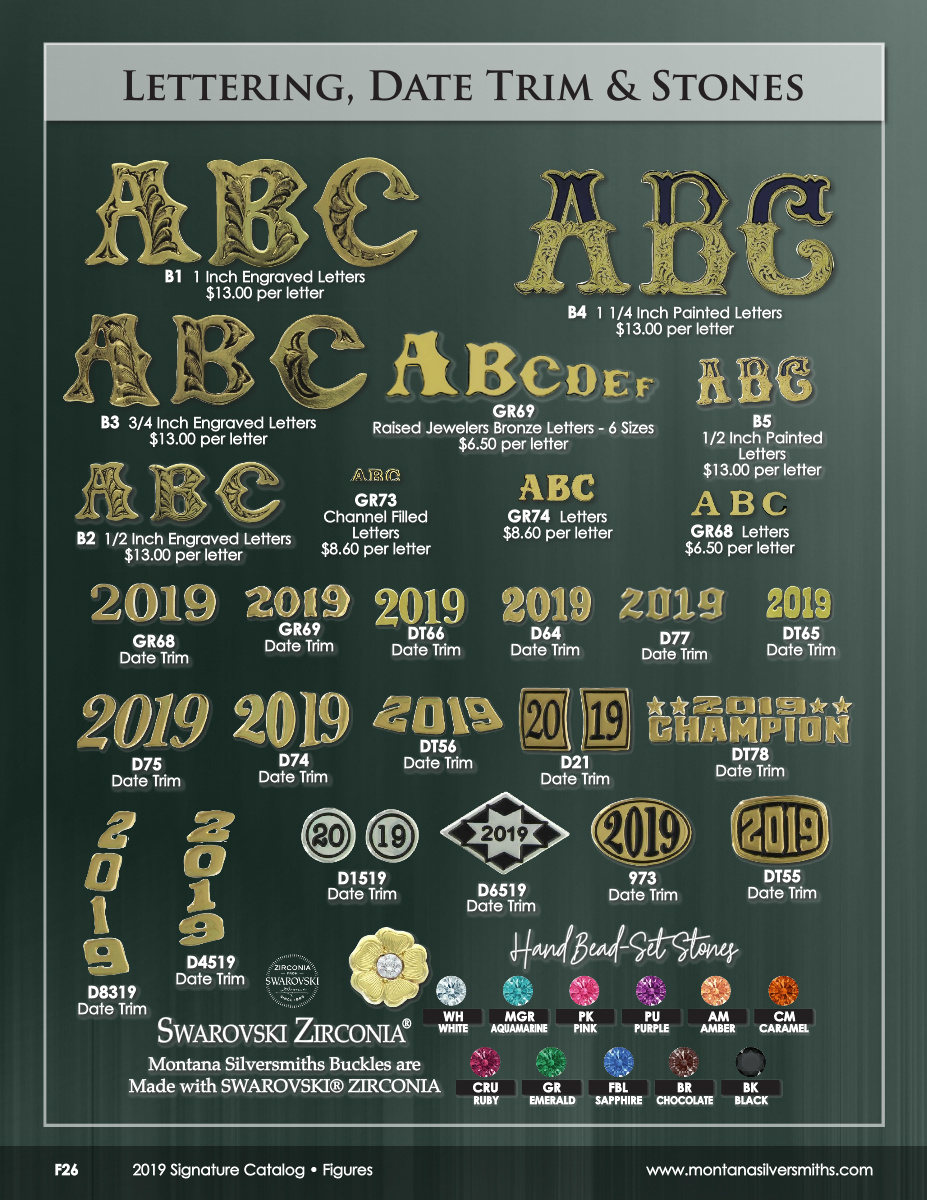 LETTERING, DATE TRIM & STONES
ABC
B1 1 Inch Engraved Letters
$13.00 per letter
ABC
B4 1 1/4 Inch Painted Letters
$13.00 per letter
ABC
B3 3/4 Inch Engraved Letters
$13.00 per letter
ABCDEF
GR69
Raised Jewelers Bronze Letters - 6 Sizes
$6.50 per letter
ABC
B5
1/2 Inch Painted
Letters
$13.00 per letter
ABC
B2 1/2 Inch Engraved Letters
$13.00 per letter
ABC
GR73
Channel Filled
Letters
$8.60 per letter
ABC
GR74 Letters
$8.60 per letter
ABC
GR68 Letters
$6.50 per letter
2019
GR68
Date Trim
2019
GR69
Date Trim
2019
DT66
Date Trim
2019
D64
Date Trim
2019
D77
Date Trim
2019
DT65
Date Trim
2019
D75
Date Trim
2019
D74
Date Trim
2019
DT56
Date Trim
20 19
D21
Date Trim
2019
CHAMPION
DT78
Date Trim
2019
D8319
Date Trim
2019
D4519
Date Trim
20 19
D1519
Date Trim
2019
D6519
Date Trim
2019
973
Date Trim
2019
DT55
Date Trim
ZIRCONIA
FROM
SWAROVSKI
SINCE 1895
SWAROVSKI ZIRCONIA®
Montana Silversmiths Buckles are
Made with SWAROVSKI® ZIRCONIA
Hand Bead-Set Stones
WH
WHITE
MGR
AQUAMARINE
PK
PINK
PU
PURPLE
AM
AMBER
CM
CARAMEL
CRU
RUBY
GR
EMERALD
FBL
SAPPHIRE
BR
CHOCOLATE
BK
BLACK
F26 2019 Signature Catalog • Figures www.montanasilversmiths.com